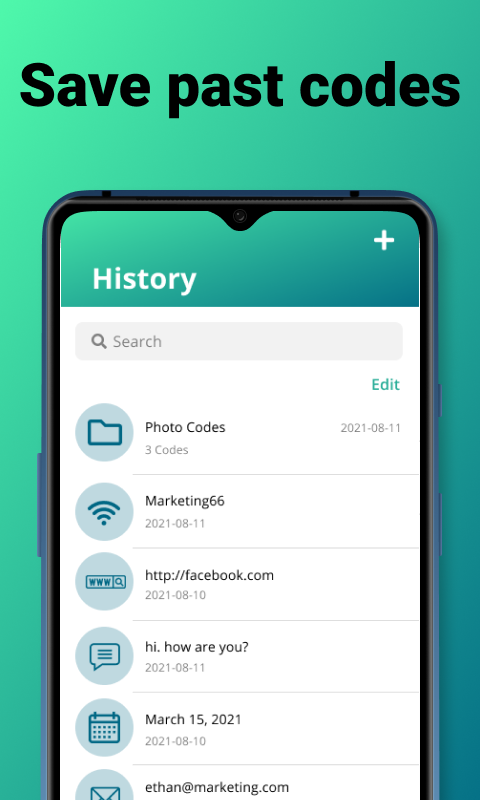 Save past codes
History
Search
Edit
Photo Codes 2021-08-11
3 Codes
Marketing66
2021-08-11
www
http://facebook.com
2021-08-10
hi. how are you?
2021-08-11
March 15, 2021
2021-08-10
ethan@marketing.com